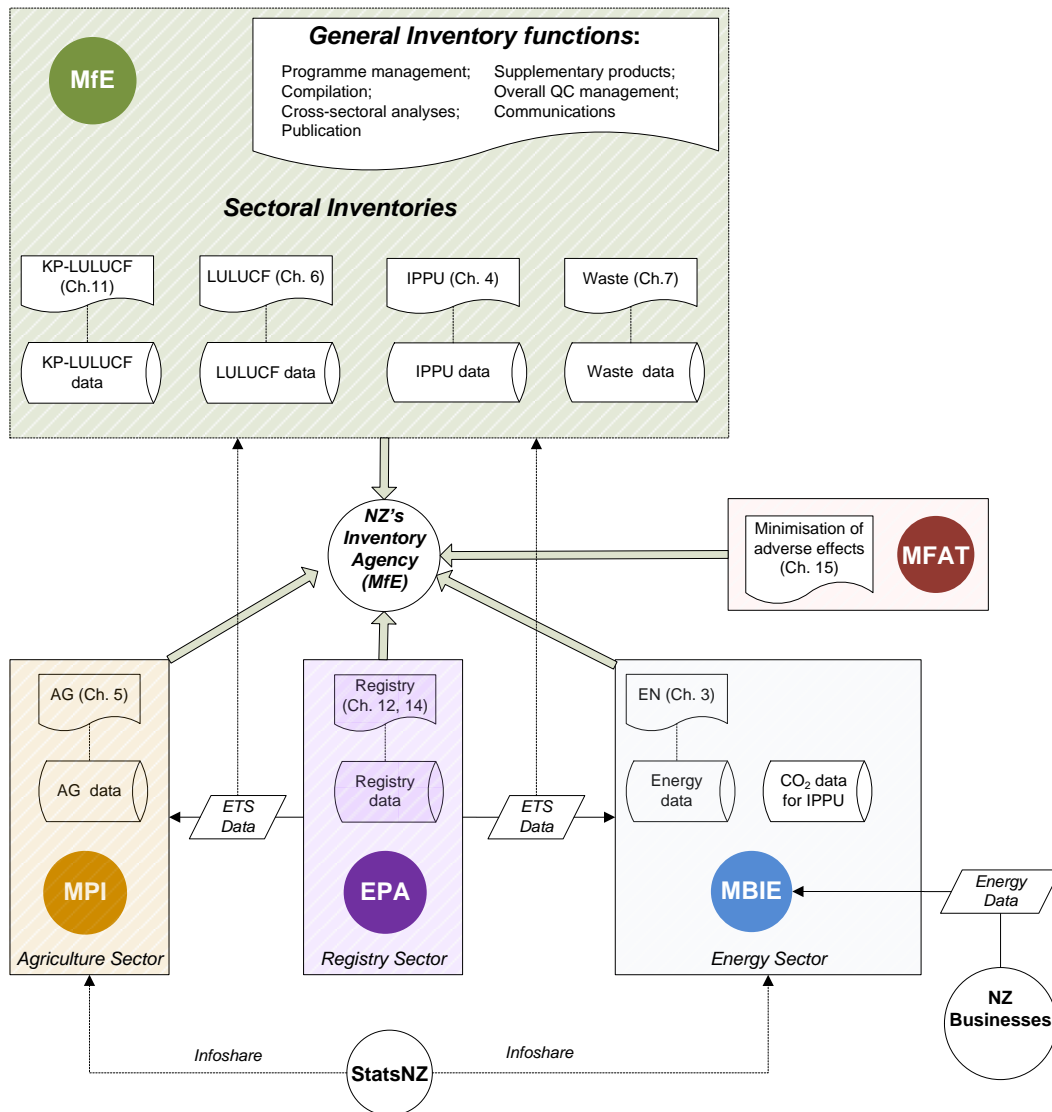 General Inventory functions:
MfE
Programme management;
Compilation;
Cross-sectoral analyses;
Publication
Supplementary products;
Overall QC management;
Communications
Sectoral Inventories
KP-LULUCF
(Ch.11)
LULUCF (Ch. 6)
IPPU (Ch. 4)
Waste (Ch.7)
KP-LULUCF
data
LULUCF data
IPPU data
Waste data
NZ's
Inventory
Agency
(MfE)
Minimisation of
adverse effects
(Ch. 15)
MFAT
AG (Ch. 5)
Registry
(Ch. 12, 14)
EN (Ch. 3)
AG data
ETS
Data
Registry
data
ETS
Data
Energy
data
CO2 data
for IPPU
MPI
EPA
MBIE
Energy
Data
Agriculture Sector
Registry Sector
Energy Sector
NZ
Businesses
Infoshare
StatsNZ
Infoshare